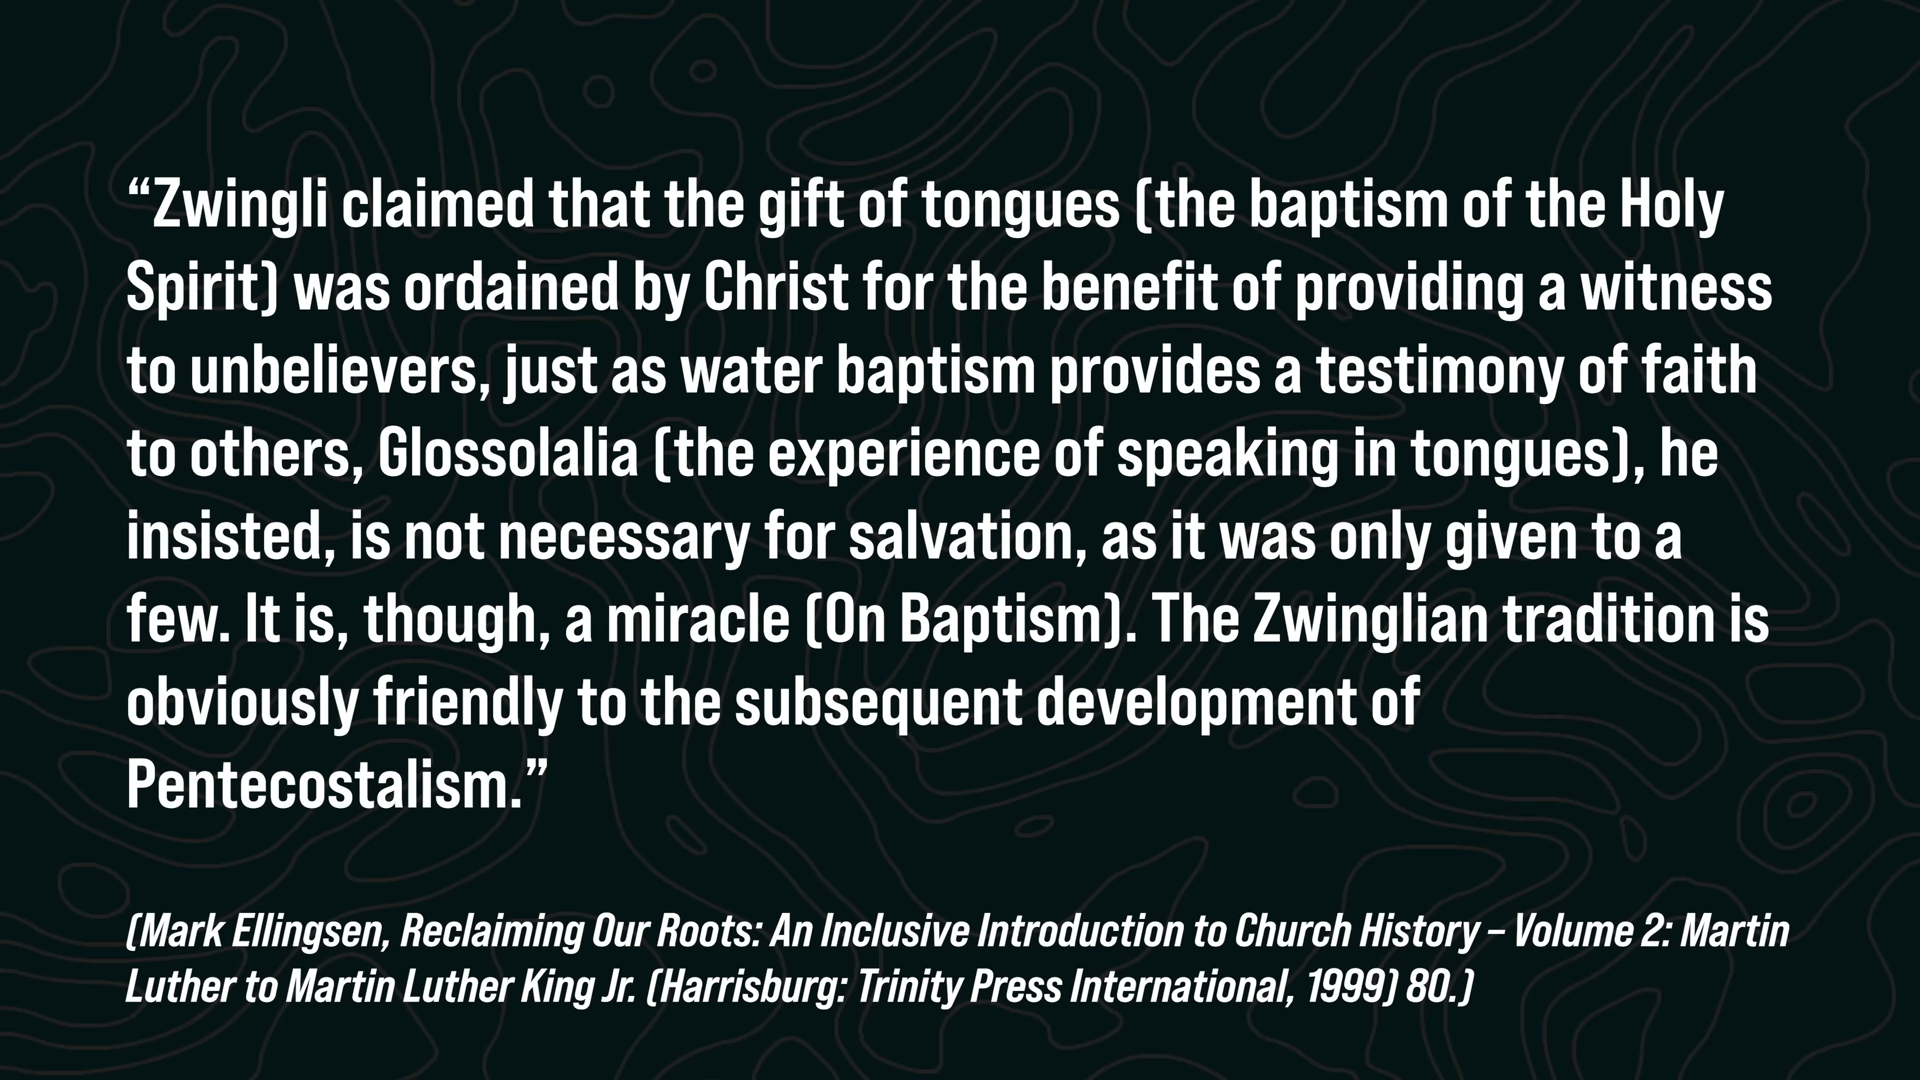 “Zwingli claimed that the gift of tongues (the baptism of the Holy
Spirit) was ordained by Christ for the benefit of providing a witness
to unbelievers, just as water baptism provides a testimony of faith
to others, Glossolalia (the experience of speaking in tongues), he
insisted, is not necessary for salvation, as it was only given to a
few. It is, though, a miracle (On Baptism). The Zwinglian tradition is
obviously friendly to the subsequent development of
Pentecostalism.”
(Mark Ellingsen, Reclaiming Our Roots: An Inclusive Introduction to Church History – Volume 2: Martin
Luther to Martin Luther King Jr. (Harrisburg: Trinity Press International, 1999) 80.)